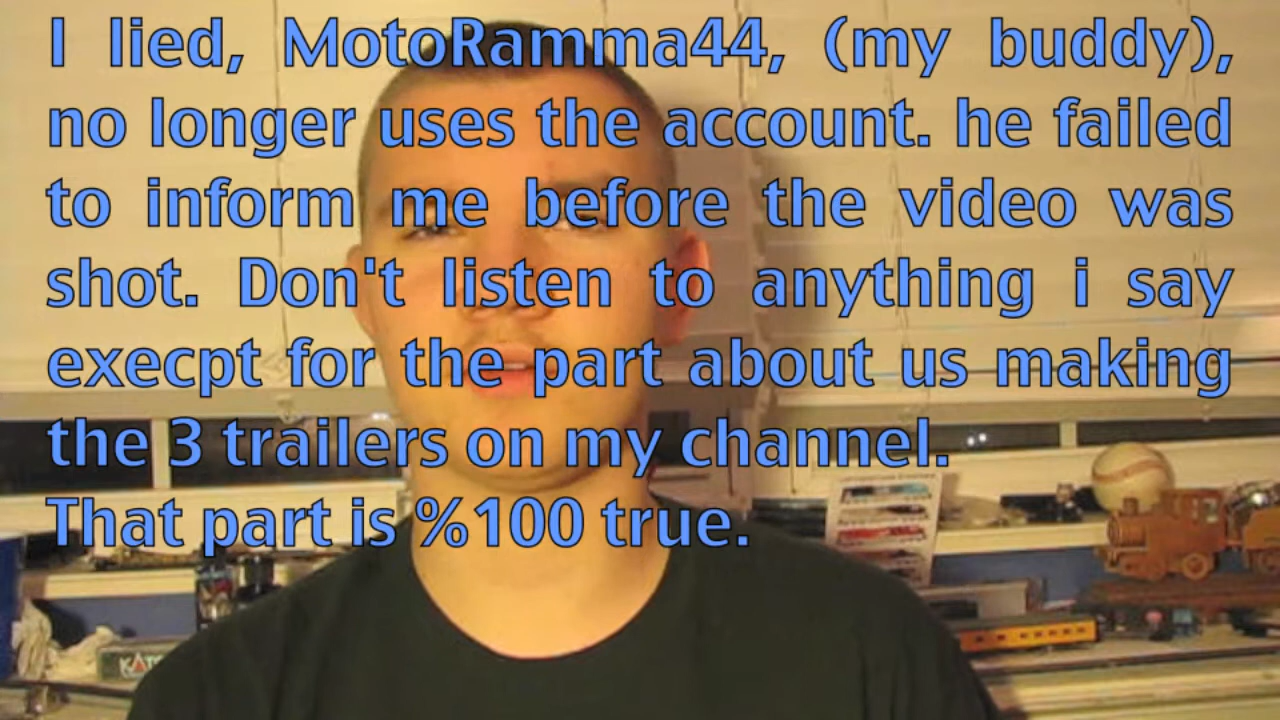 I lied, MotoRamma44, (my buddy),
no longer uses the account. he failed
to inform me before the video was
shot. Don't listen to anything i say
execpt for the part about us making
the 3 trailers on my channel.
That part is %100 true.
KATO